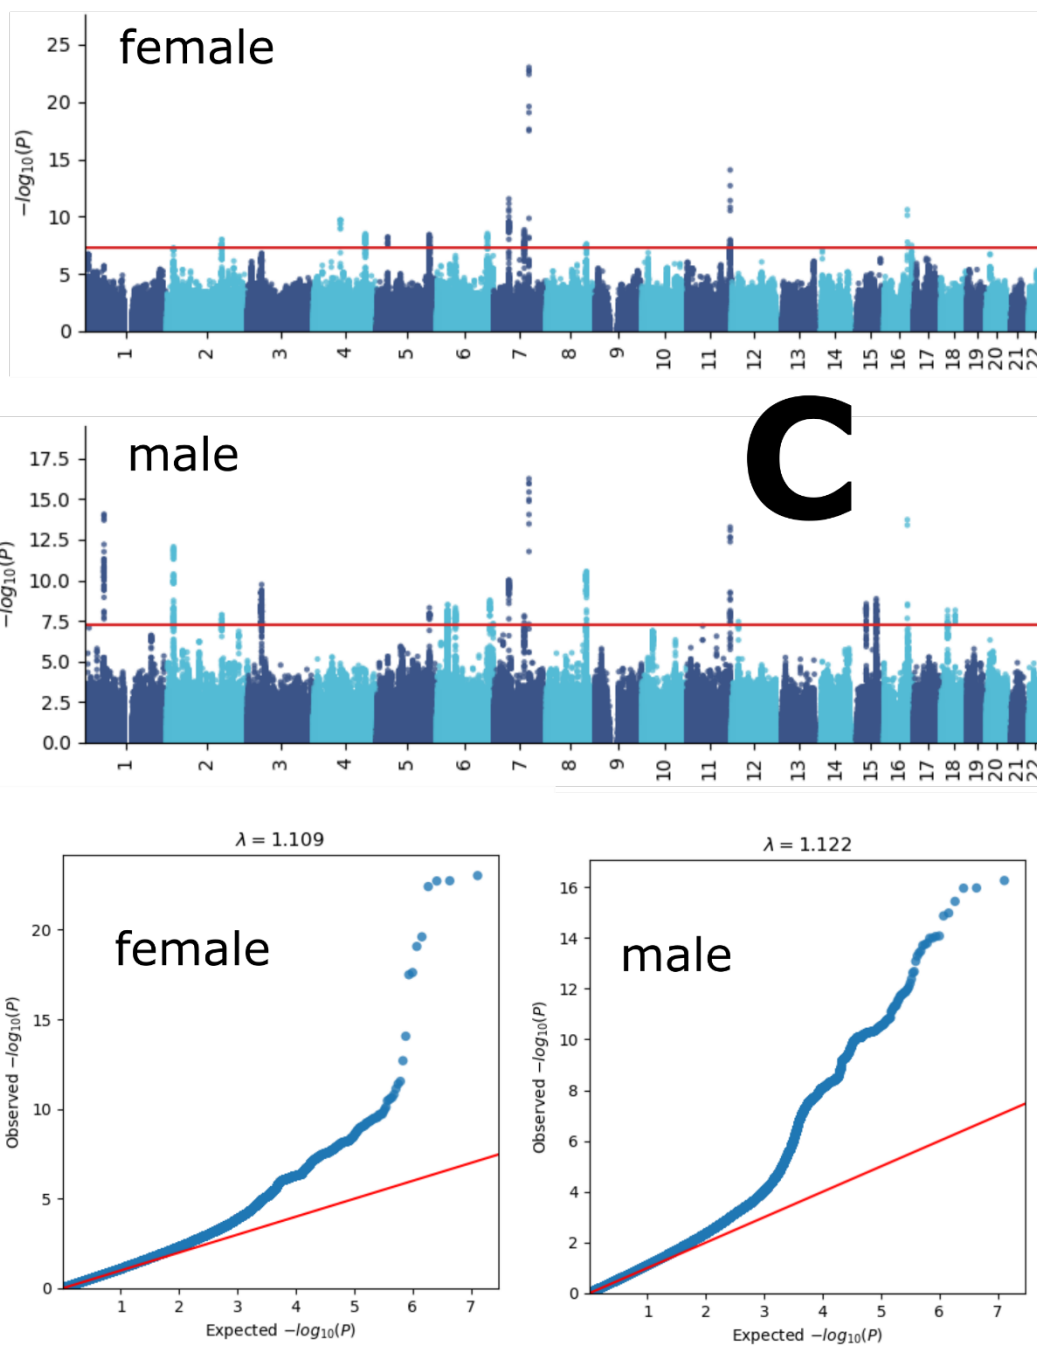 female
25
20
15
10
5
0
−log₁₀(P)
1 2 3 4 5 6 7 8 9 10 11 12 13 14 15 16 17 18 19 20 21 22
C
male
17.5
15.0
12.5
10.0
7.5
5.0
2.5
0.0
−log₁₀(P)
1 2 3 4 5 6 7 8 9 10 11 12 13 14 15 16 17 18 19 20 21 22
λ = 1.109
female
20
15
10
5
0
Observed −log₁₀(P)
1 2 3 4 5 6 7
Expected −log₁₀(P)
λ = 1.122
male
16
14
12
10
8
6
4
2
0
Observed −log₁₀(P)
1 2 3 4 5 6 7
Expected −log₁₀(P)